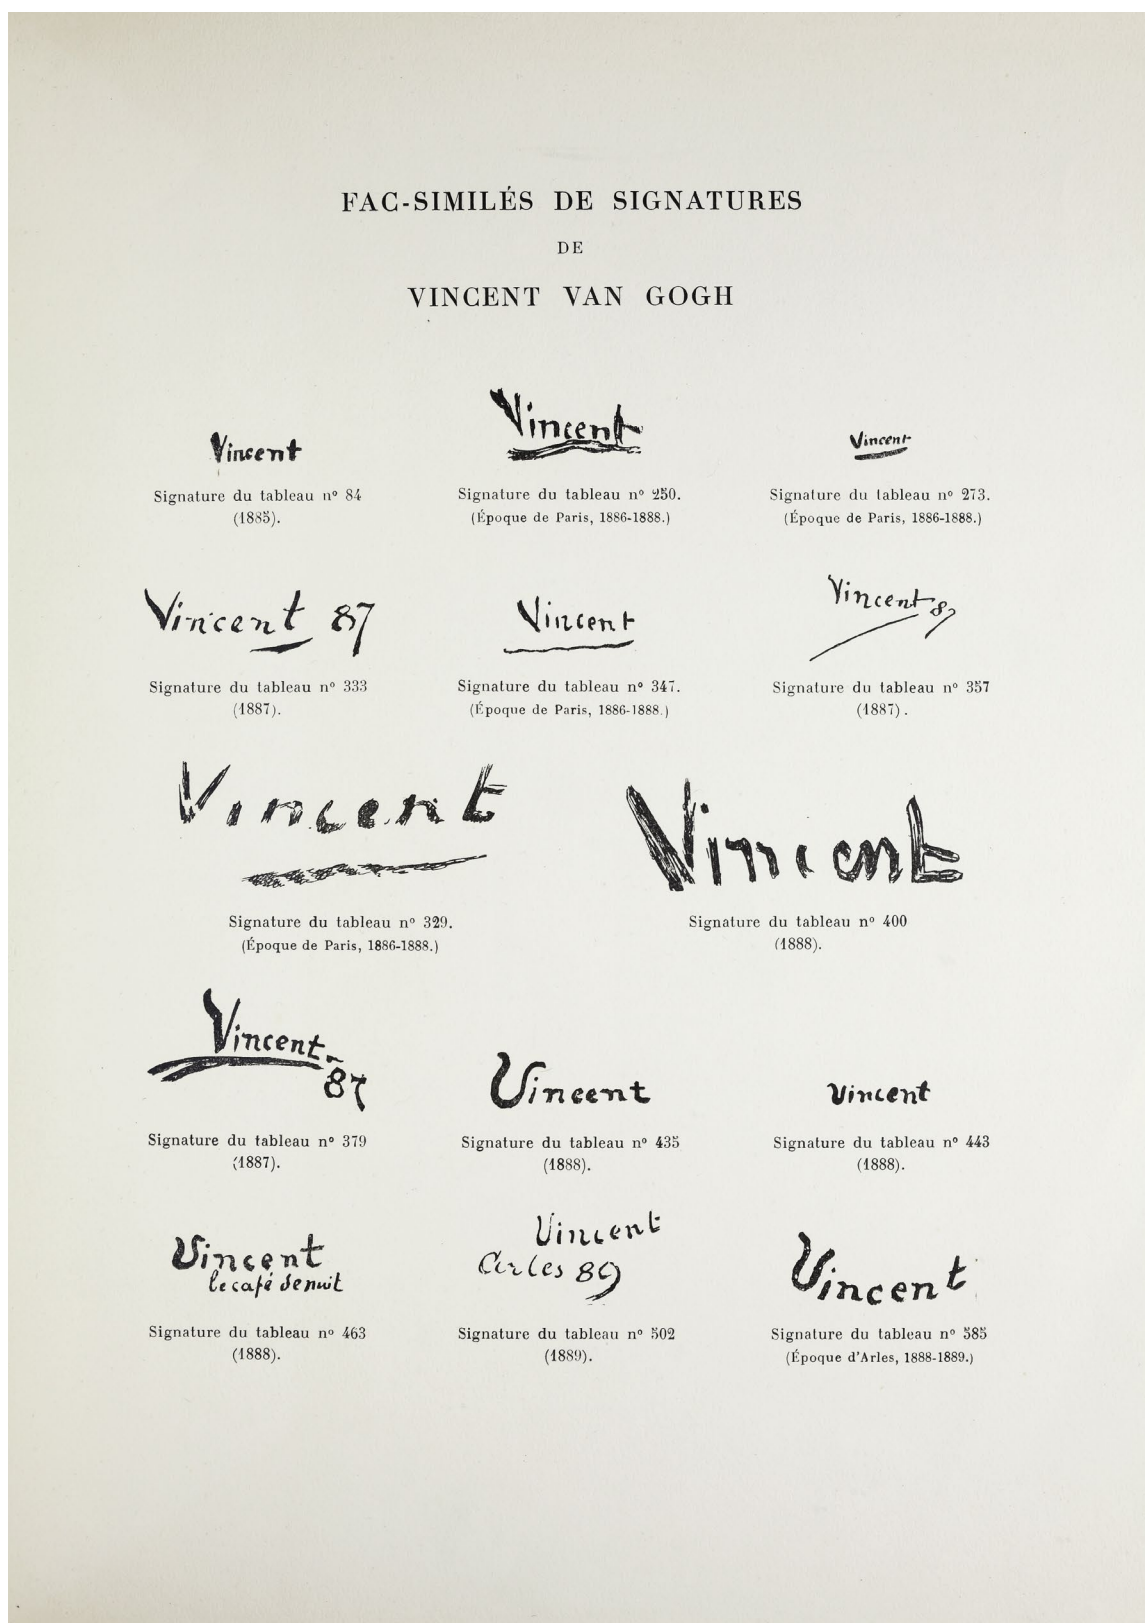 FAC-SIMILÉS DE SIGNATURES
DE
VINCENT VAN GOGH
Vincent
Signature du tableau nº 84
(1885).
Vincent
Signature du tableau nº 250.
(Époque de Paris, 1886-1888.)
Vincent
Signature du tableau nº 273.
(Époque de Paris, 1886-1888.)
Vincent 87
Signature du tableau nº 333
(1887).
Vincent
Signature du tableau nº 347.
(Époque de Paris, 1886-1888.)
Vincent 87
Signature du tableau nº 357
(1887).
Vincent
Signature du tableau nº 329.
(Époque de Paris, 1886-1888.)
Vincent
Signature du tableau nº 400
(1888).
Vincent
87
Signature du tableau nº 379
(1887).
Vincent
Signature du tableau nº 435
(1888).
Vincent
Signature du tableau nº 443
(1888).
Vincent
le café de nuit
Signature du tableau nº 463
(1888).
Vincent
Arles 89
Signature du tableau nº 502
(1889).
Vincent
Signature du tableau nº 585
(Époque d'Arles, 1888-1889.)